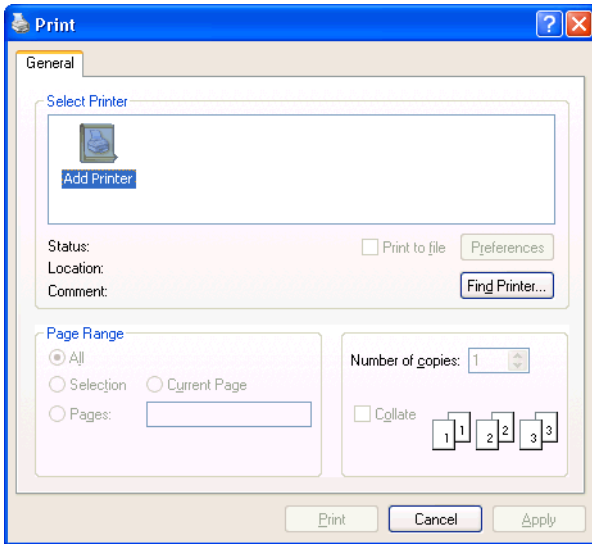 Print
General
Select Printer
Add Printer
Status:
Print to file
Preferences
Location:
Comment:
Find Printer...
Page Range
All
Number of copies: 1
Selection
Current Page
Pages:
Collate
1 1 2 2 3 3
Print
Cancel
Apply